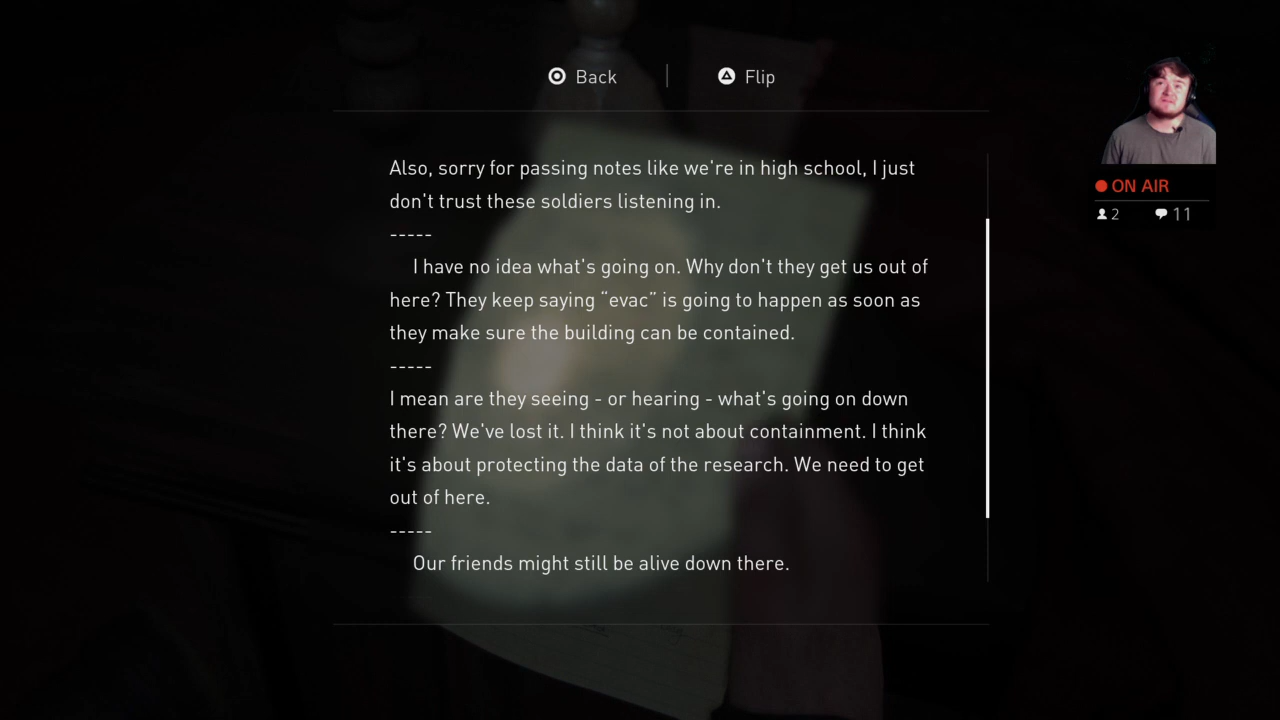 Back
Flip
Also, sorry for passing notes like we're in high school, I just
don't trust these soldiers listening in.
-----
I have no idea what's going on. Why don't they get us out of
here? They keep saying “evac” is going to happen as soon as
they make sure the building can be contained.
-----
I mean are they seeing - or hearing - what's going on down
there? We've lost it. I think it's not about containment. I think
it's about protecting the data of the research. We need to get
out of here.
-----
Our friends might still be alive down there.
ON AIR
2
11